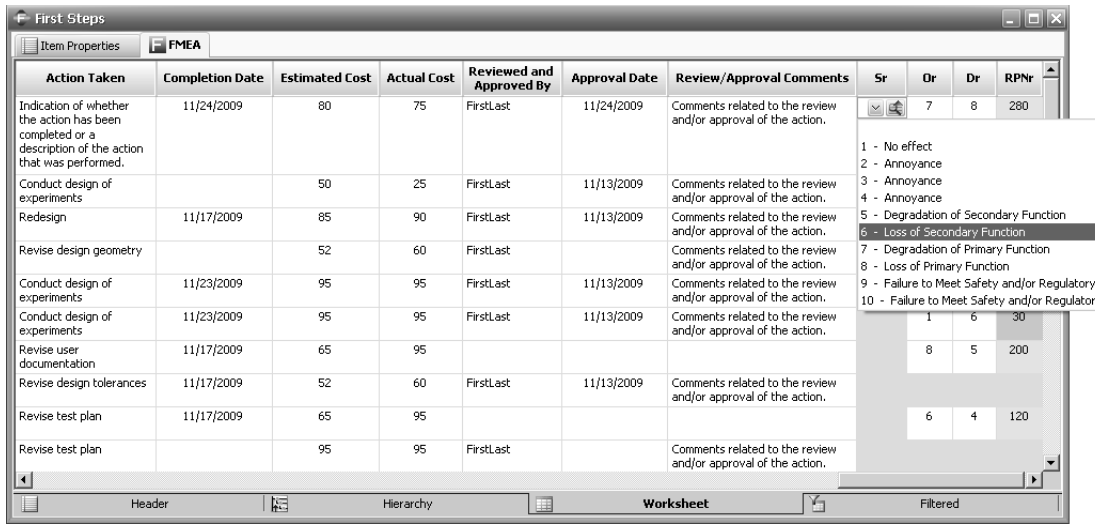 First Steps
Item Properties FMEA
Action Taken Completion Date Estimated Cost Actual Cost Reviewed and Approved By Approval Date Review/Approval Comments Sr Or Dr RPNr
Indication of whether 11/24/2009 80 75 FirstLast 11/24/2009 Comments related to the review 7 8 280
the action has been and/or approval of the action.
completed or a
description of the action
that was performed.
1 - No effect
2 - Annoyance
3 - Annoyance
4 - Annoyance
5 - Degradation of Secondary Function
6 - Loss of Secondary Function
7 - Degradation of Primary Function
8 - Loss of Primary Function
9 - Failure to Meet Safety and/or Regulatory
10 - Failure to Meet Safety and/or Regulator
Conduct design of 50 25 FirstLast 11/13/2009 Comments related to the review
experiments and/or approval of the action.
Redesign 11/17/2009 85 90 FirstLast 11/13/2009 Comments related to the review
and/or approval of the action.
Revise design geometry 52 60 FirstLast Comments related to the review
and/or approval of the action.
Conduct design of 11/23/2009 95 95 FirstLast 11/13/2009 Comments related to the review
experiments and/or approval of the action.
Conduct design of 11/23/2009 95 95 FirstLast 11/13/2009 Comments related to the review 1 6 30
experiments and/or approval of the action.
Revise user 11/17/2009 65 95 8 5 200
documentation
Revise design tolerances 11/17/2009 52 60 FirstLast 11/13/2009 Comments related to the review
and/or approval of the action.
Revise test plan 11/17/2009 65 95 6 4 120
Revise test plan 95 95 FirstLast Comments related to the review
and/or approval of the action.
Header Hierarchy Worksheet Filtered